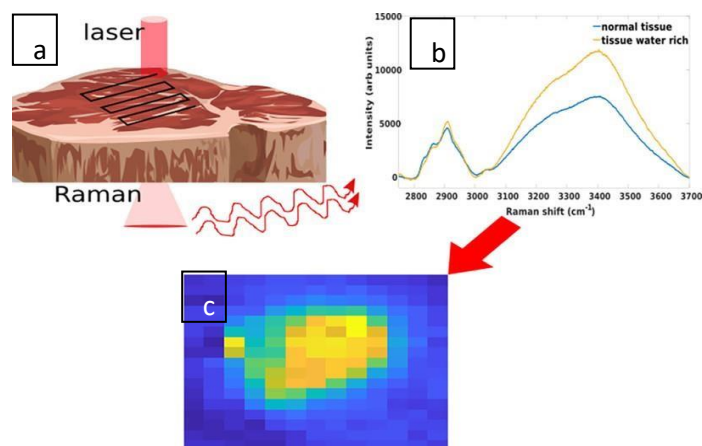 a
laser
Raman
b
normal tissue
tissue water rich
Intensity (arb units)
15000
10000
5000
0
2800 2900 3000 3100 3200 3300 3400 3500 3600 3700
Raman shift (cm⁻¹)
c